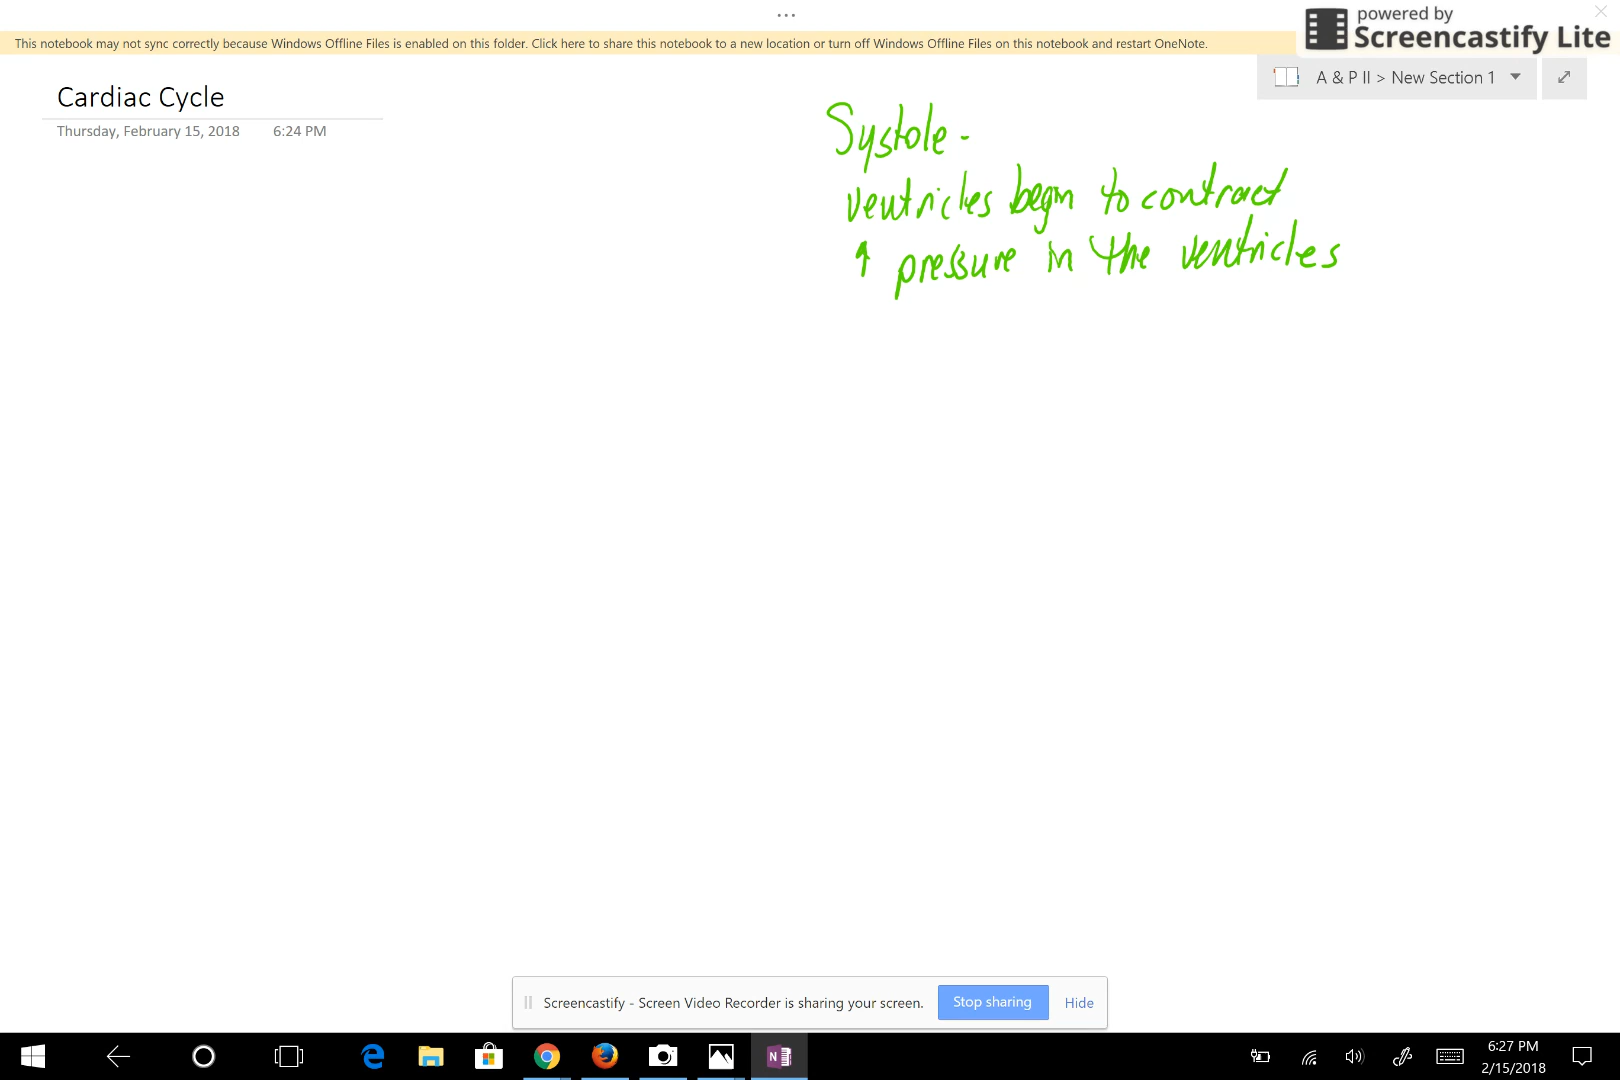 ...
powered by
Screencastify Lite
This notebook may not sync correctly because Windows Offline Files is enabled on this folder. Click here to share this notebook to a new location or turn off Windows Offline Files on this notebook and restart OneNote.
A & P II > New Section 1
Cardiac Cycle
Thursday, February 15, 2018 6:24 PM
Systole -
ventricles begin to contract
↑ pressure in the ventricles
Screencastify - Screen Video Recorder is sharing your screen. Stop sharing Hide
N
6:27 PM
2/15/2018